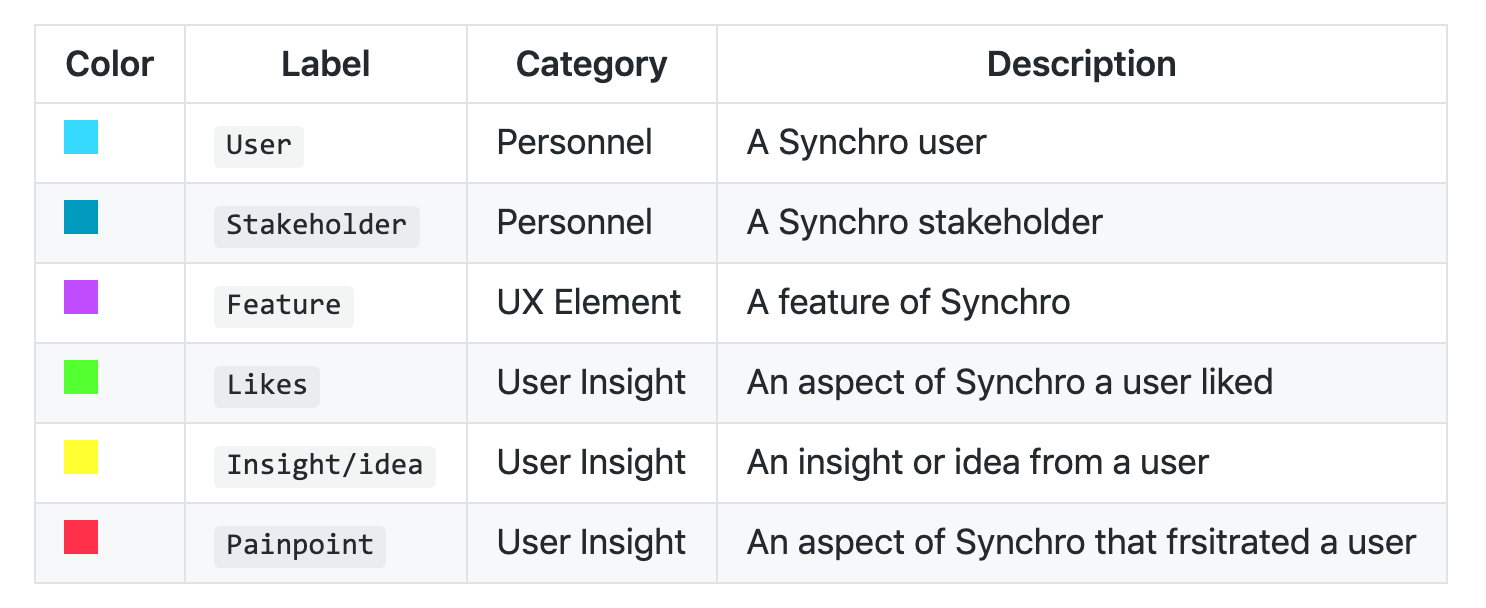 Color Label Category Description
User Personnel A Synchro user
Stakeholder Personnel A Synchro stakeholder
Feature UX Element A feature of Synchro
Likes User Insight An aspect of Synchro a user liked
Insight/idea User Insight An insight or idea from a user
Painpoint User Insight An aspect of Synchro that frsitrated a user